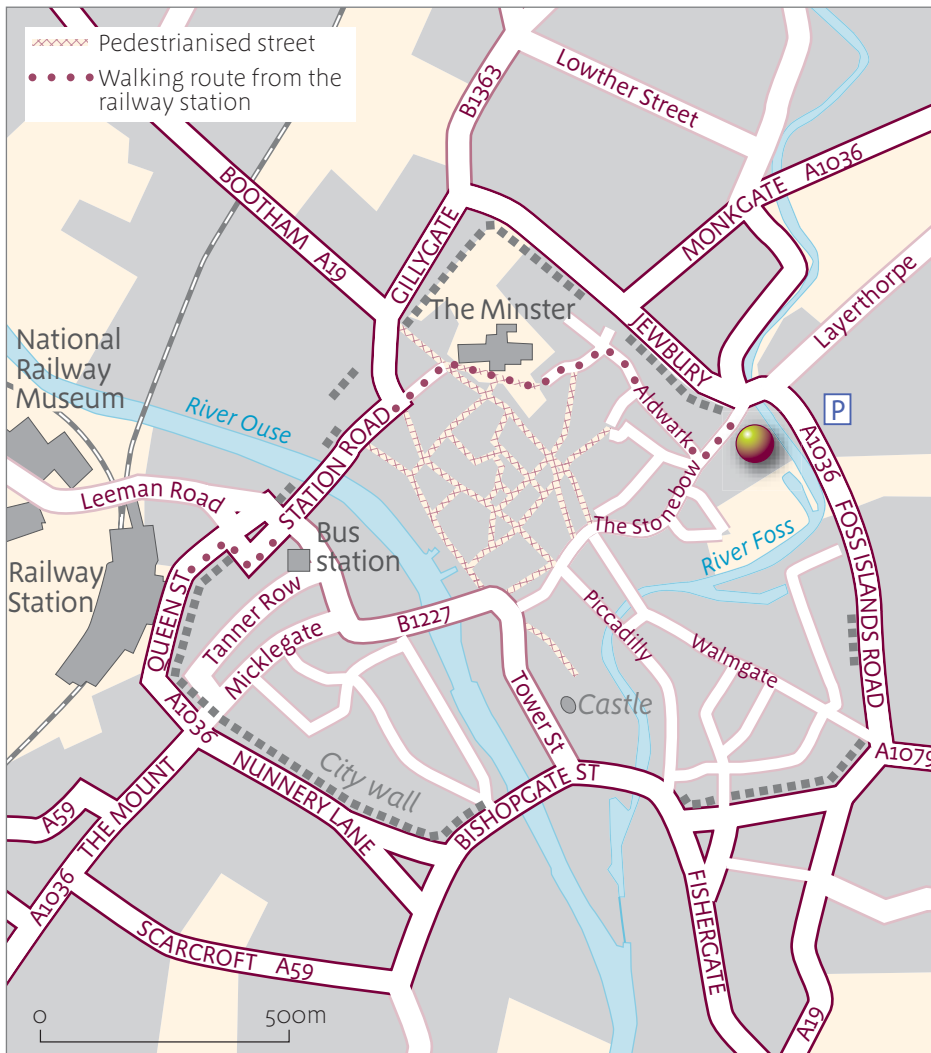 Pedestrianised street
Walking route from the
railway station
Lowther Street
B1363
MONKGATE A1036
BOOTHAM A19
GILLYGATE
Layerthorpe
The Minster
JEWBURY
National
Railway
Museum
River Ouse
STATION ROAD
Aldwark
P
A1036 FOSS ISLANDS ROAD
Leeman Road
The Stonebow
Bus
station
River Foss
Railway
Station
QUEEN ST
Tanner Row
Micklegate
B1227
Piccadilly
Walmgate
Tower St
Castle
A1036
NUNNERY LANE
City wall
BISHOPGATE ST
A1079
A59
THE MOUNT
A1036
SCARCROFT A59
FISHERGATE
A19
0 500m